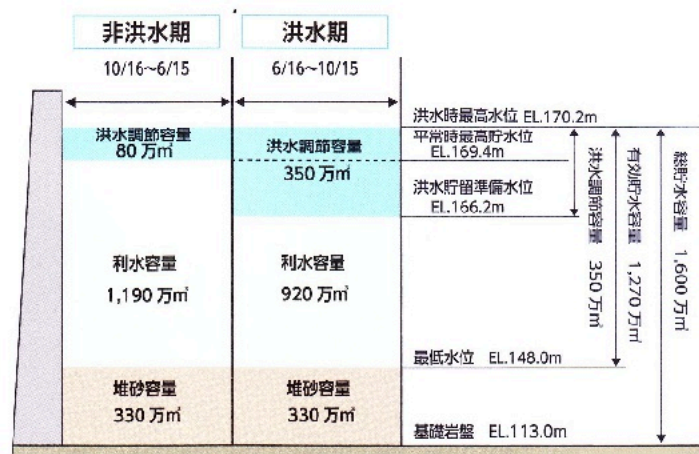 非洪水期
洪水期
10/16～6/15
6/16～10/15
洪水調節容量
80 万㎥
洪水調節容量
350 万㎥
利水容量
1,190 万㎥
利水容量
920 万㎥
堆砂容量
330 万㎥
堆砂容量
330 万㎥
洪水時最高水位 EL.170.2m
平常時最高貯水位
EL.169.4m
洪水貯留準備水位
EL.166.2m
最低水位 EL.148.0m
基礎岩盤 EL.113.0m
洪水調節容量 350 万㎥
有効貯水容量 1,270 万㎥
総貯水容量 1,600 万㎥